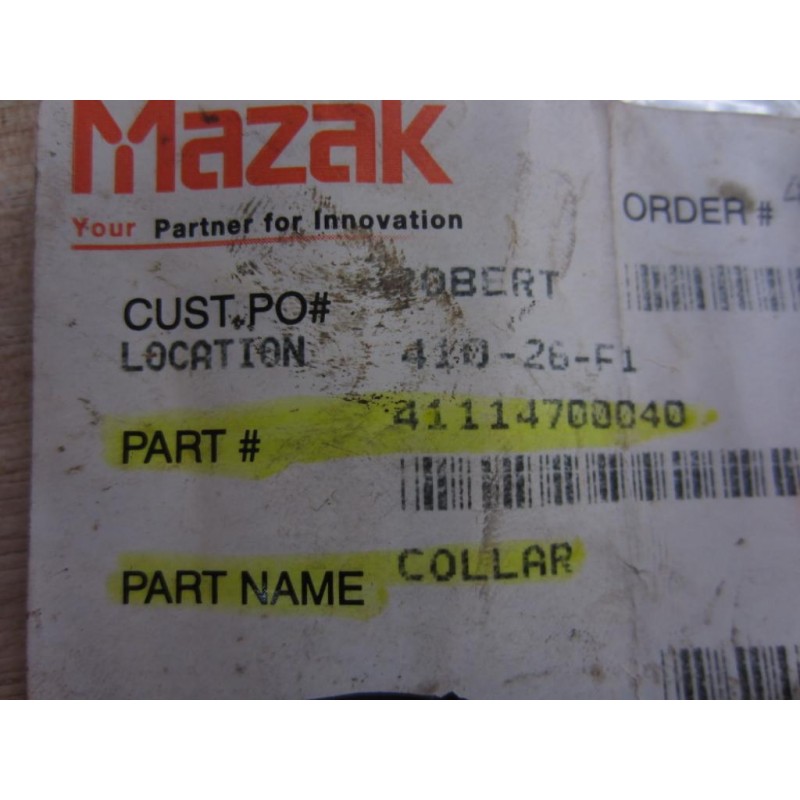 Mazak
Your Partner for Innovation
ORDER #
CUST.PO# ROBERT
LOCATION 410-26-F1
PART # 41114700040
PART NAME COLLAR